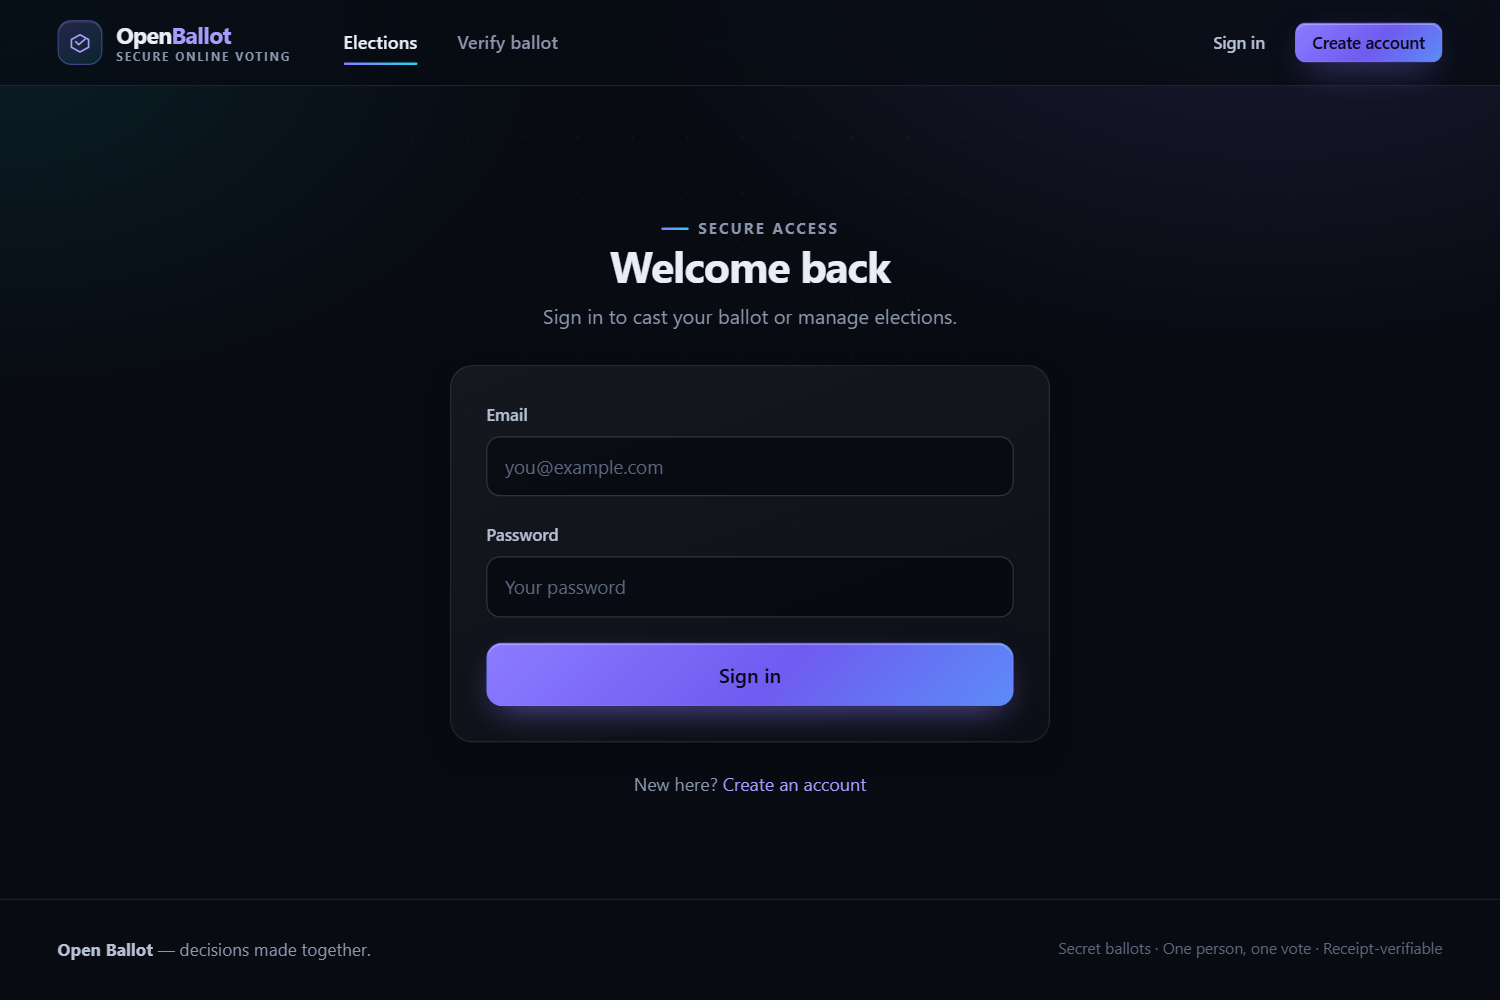 OpenBallot
SECURE ONLINE VOTING
Elections
Verify ballot
Sign in
Create account
SECURE ACCESS
Welcome back
Sign in to cast your ballot or manage elections.
Email
you@example.com
Password
Your password
Sign in
New here? Create an account
Open Ballot — decisions made together.
Secret ballots · One person, one vote · Receipt-verifiable